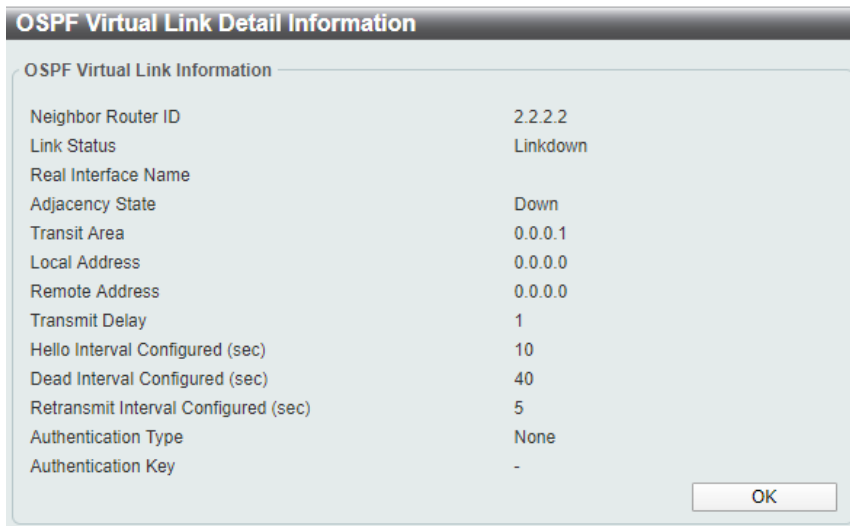 OSPF Virtual Link Detail Information
OSPF Virtual Link Information
Neighbor Router ID 2.2.2.2
Link Status Linkdown
Real Interface Name
Adjacency State Down
Transit Area 0.0.0.1
Local Address 0.0.0.0
Remote Address 0.0.0.0
Transmit Delay 1
Hello Interval Configured (sec) 10
Dead Interval Configured (sec) 40
Retransmit Interval Configured (sec) 5
Authentication Type None
Authentication Key -
OK